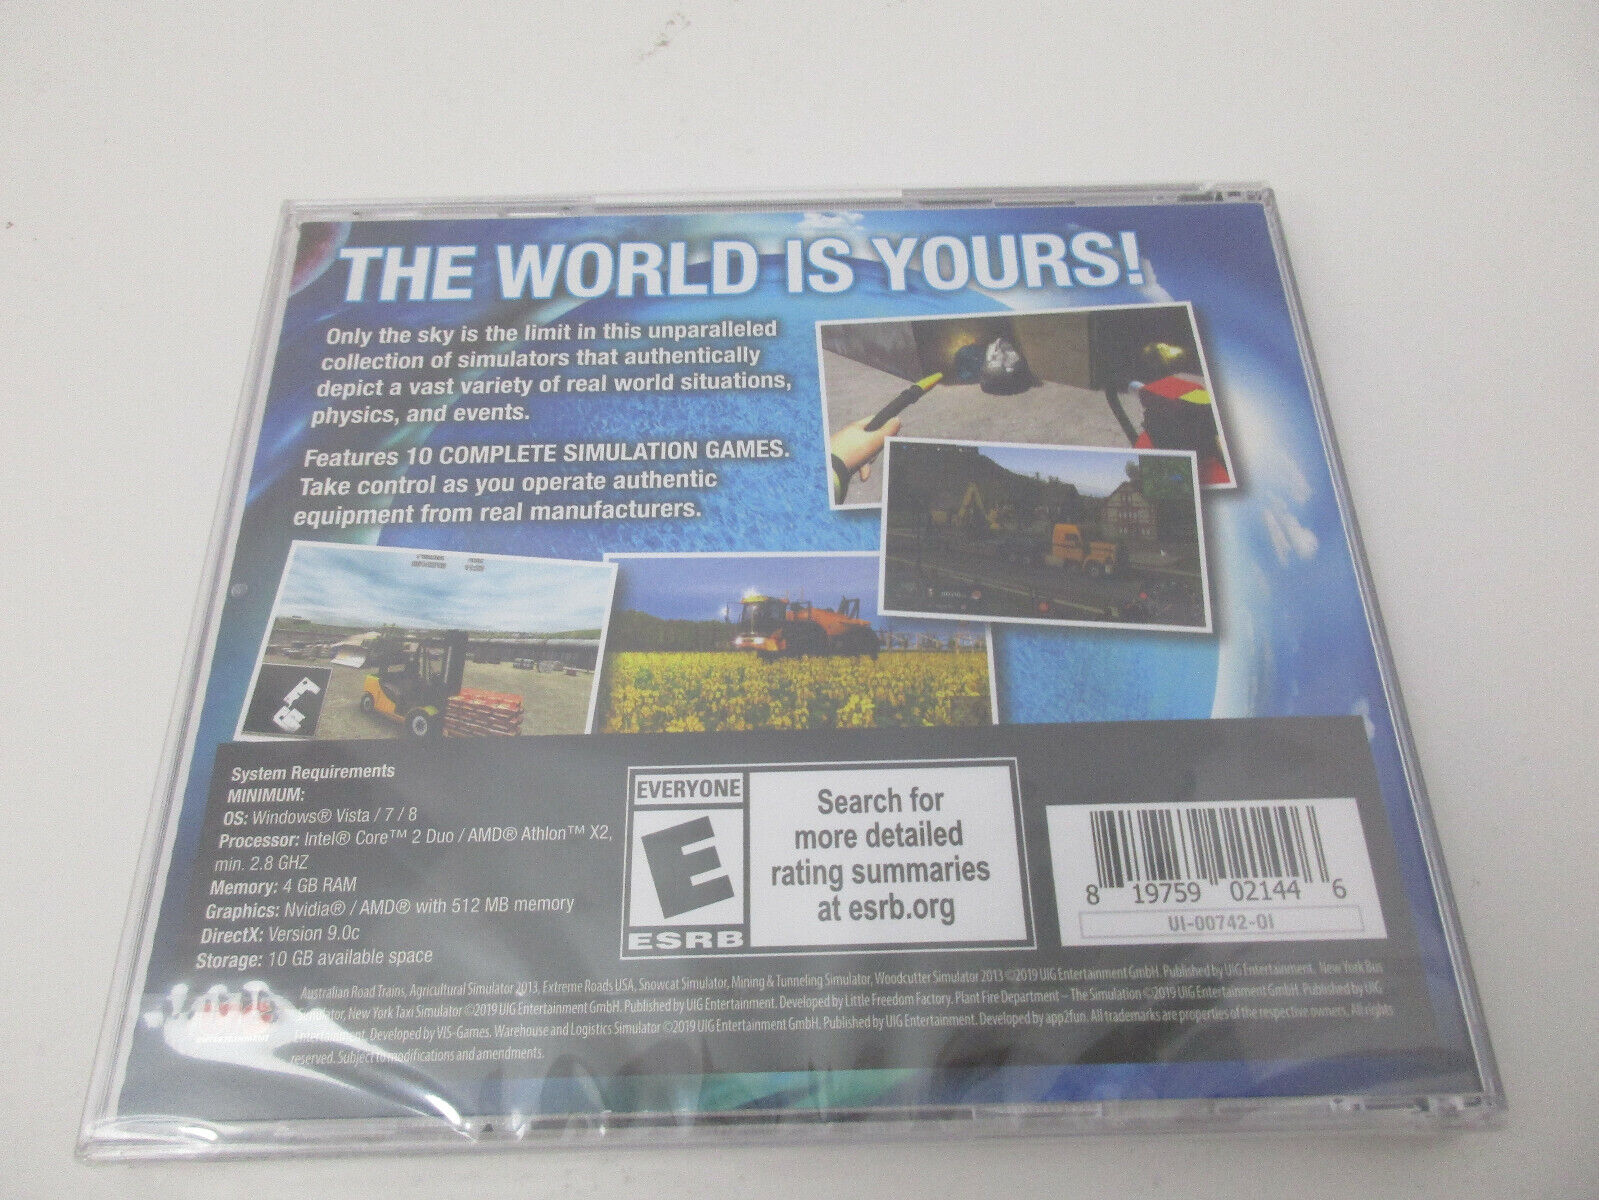 THE WORLD IS YOURS!
Only the sky is the limit in this unparalleled
collection of simulators that authentically
depict a vast variety of real world situations,
physics, and events.
Features 10 COMPLETE SIMULATION GAMES.
Take control as you operate authentic
equipment from real manufacturers.
System Requirements
MINIMUM:
OS: Windows® Vista / 7 / 8
Processor: Intel® Core™ 2 Duo / AMD® Athlon™ X2,
min. 2.8 GHZ
Memory: 4 GB RAM
Graphics: Nvidia® / AMD® with 512 MB memory
DirectX: Version 9.0c
Storage: 10 GB available space
EVERYONE
E
ESRB
Search for
more detailed
rating summaries
at esrb.org
8 19759 02144 6
UI-00742-OI
Australian Road Trains, Agricultural Simulator 2013, Extreme Roads USA, Snowcat Simulator, Mining & Tunneling Simulator, Woodcutter Simulator 2013 ©2019 UIG Entertainment GmbH. Published by UIG Entertainment. New York Bus
Simulator, New York Taxi Simulator ©2019 UIG Entertainment GmbH. Published by UIG Entertainment. Developed by Little Freedom Factory. Plant Fire Department – The Simulation ©2019 UIG Entertainment GmbH. Published by UIG
Entertainment. Developed by VIS-Games. Warehouse and Logistics Simulator ©2019 UIG Entertainment GmbH. Published by UIG Entertainment. Developed by app2fun. All trademarks are properties of the respective owners. All rights
reserved. Subject to modifications and amendments.